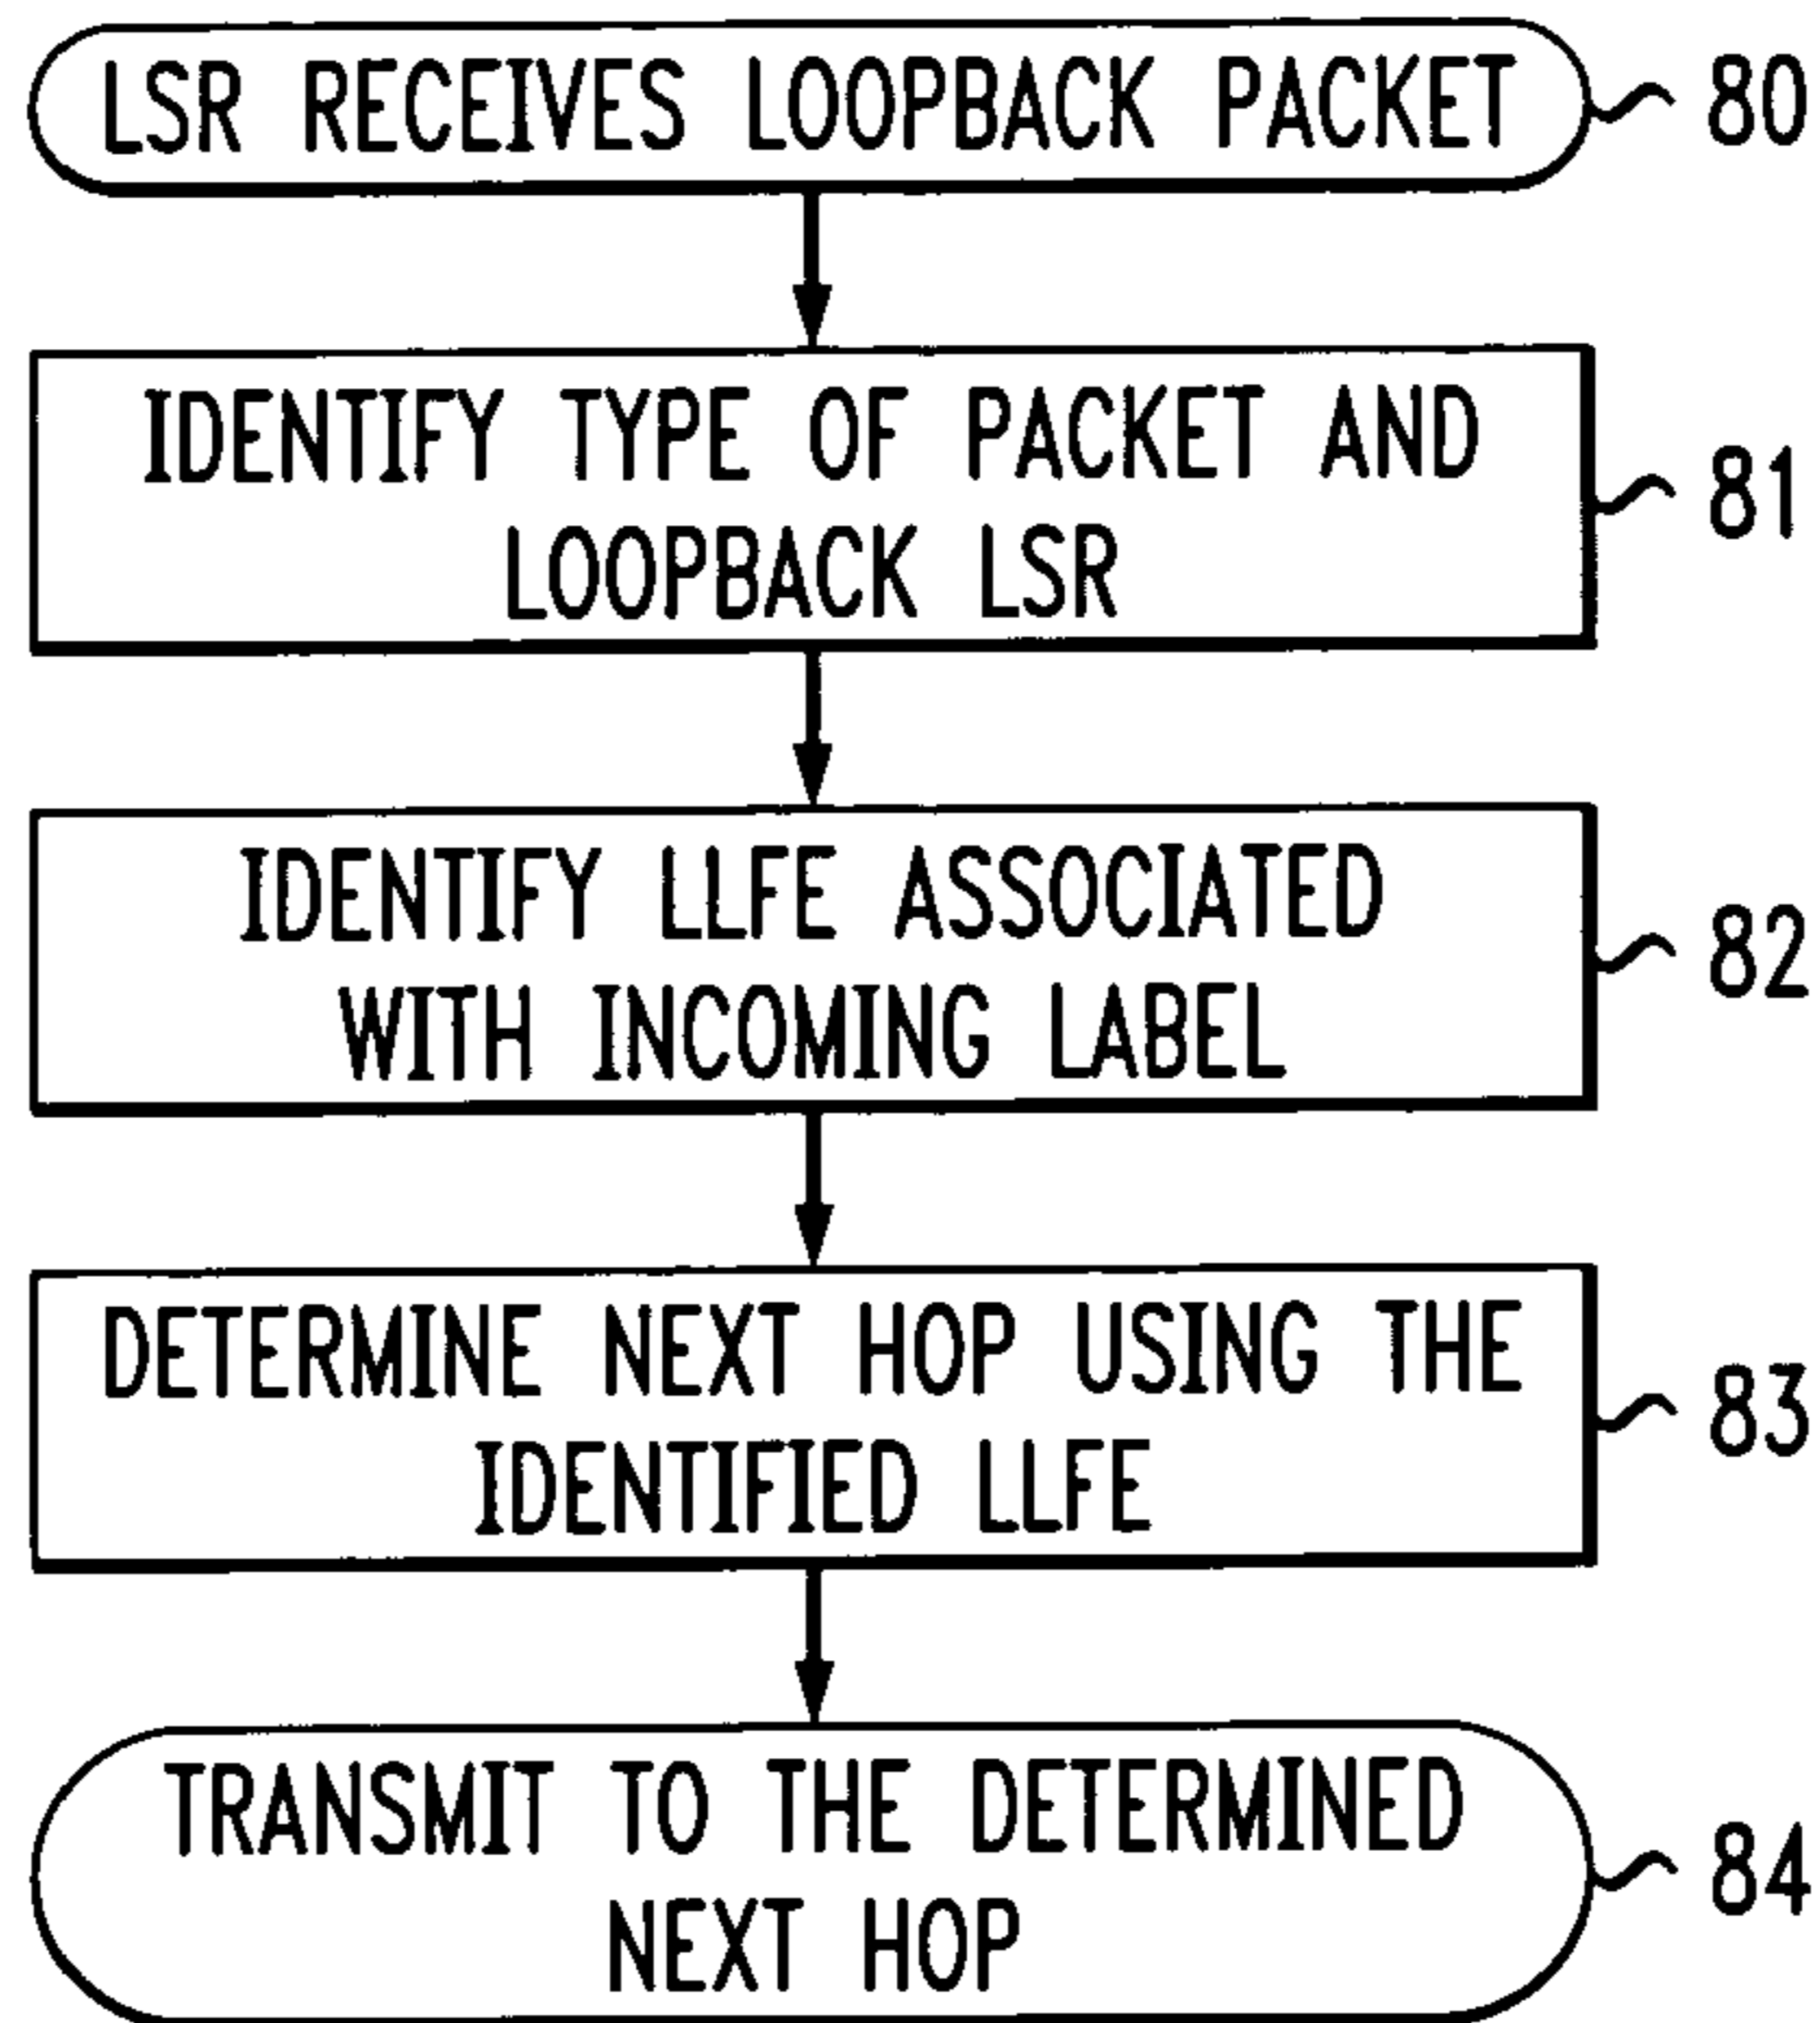 LSR RECEIVES LOOPBACK PACKET
80
IDENTIFY TYPE OF PACKET AND
LOOPBACK LSR
81
IDENTIFY LLFE ASSOCIATED
WITH INCOMING LABEL
82
DETERMINE NEXT HOP USING THE
IDENTIFIED LLFE
83
TRANSMIT TO THE DETERMINED
NEXT HOP
84